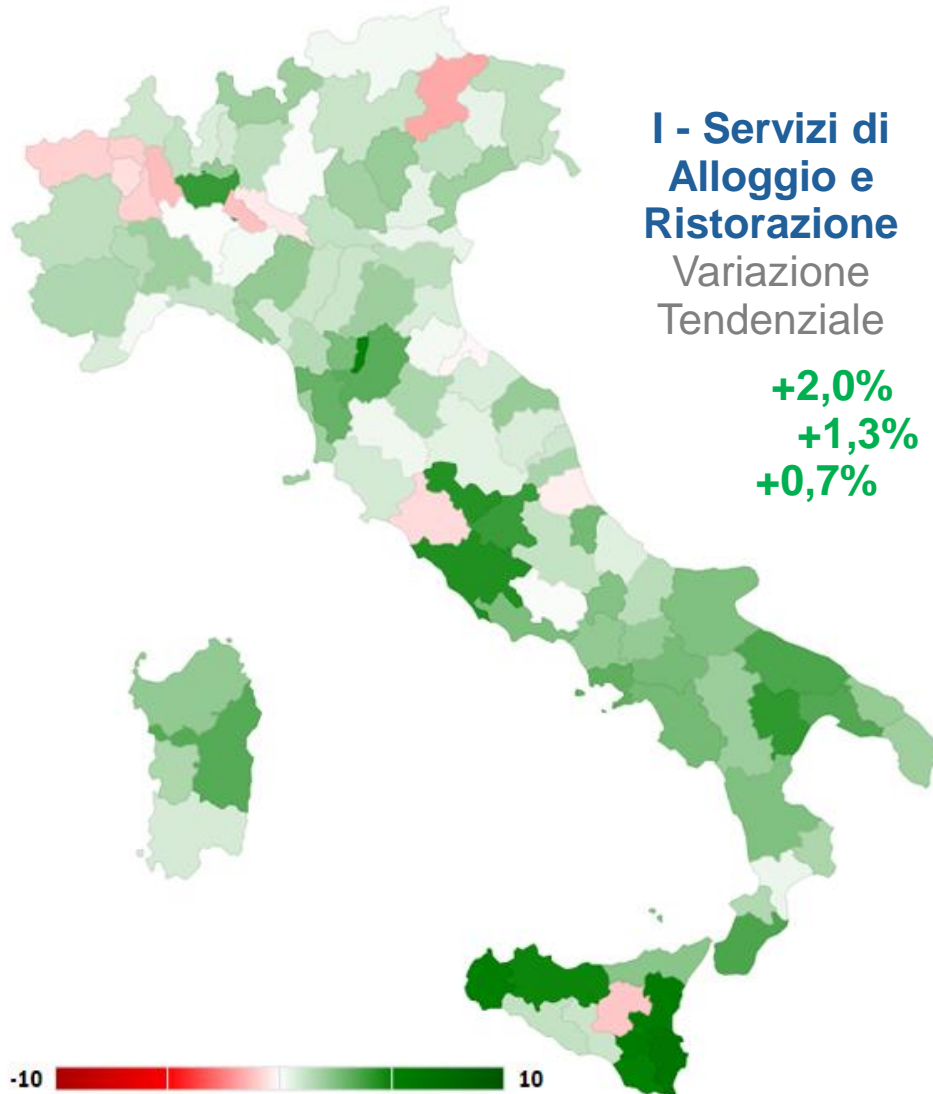 I - Servizi di
Alloggio e
Ristorazione
Variazione
Tendenziale
+2,0%
+1,3%
+0,7%
-10
10